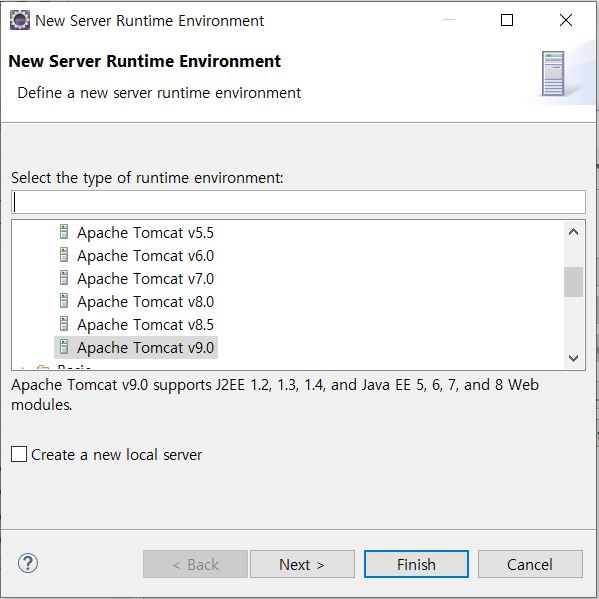 New Server Runtime Environment
New Server Runtime Environment
Define a new server runtime environment
Select the type of runtime environment:
Apache Tomcat v5.5
Apache Tomcat v6.0
Apache Tomcat v7.0
Apache Tomcat v8.0
Apache Tomcat v8.5
Apache Tomcat v9.0
Apache Tomcat v9.0 supports J2EE 1.2, 1.3, 1.4, and Java EE 5, 6, 7, and 8 Web
modules.
Create a new local server
?
< Back
Next >
Finish
Cancel